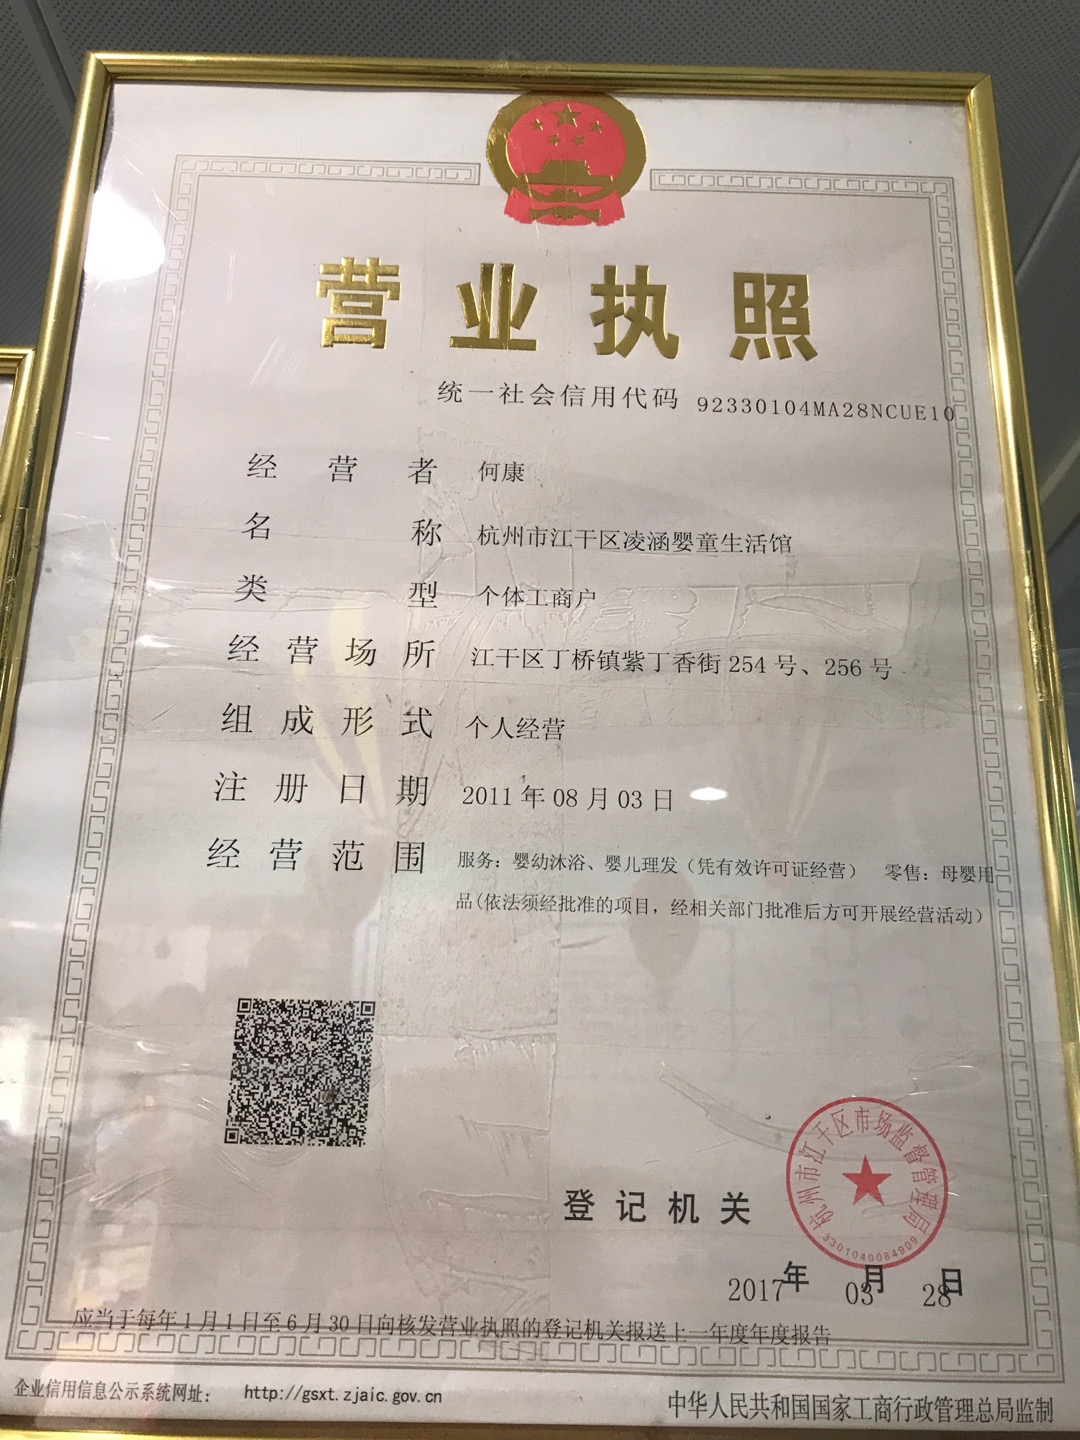 营业执照
统一社会信用代码 92330104MA28NCUE10
经营者 何康
名称 杭州市江干区凌涵婴童生活馆
类型 个体工商户
经营场所 江干区丁桥镇紫丁香街254号、256号
组成形式 个人经营
注册日期 2011年08月03日
经营范围 服务：婴幼沐浴、婴儿理发（凭有效许可证经营） 零售：母婴用
品(依法须经批准的项目，经相关部门批准后方可开展经营活动）
登记机关
杭州市江干区市场监督管理局
3301040084909
2017年03月28日
应当于每年1月1日至6月30日向核发营业执照的登记机关报送上一年度年度报告
企业信用信息公示系统网址： http://gsxt.zjaic.gov.cn
中华人民共和国国家工商行政管理总局监制